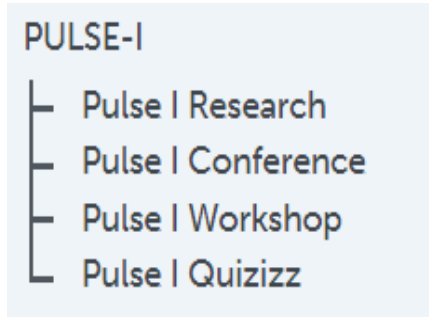 PULSE-I
Pulse I Research
Pulse I Conference
Pulse I Workshop
Pulse I Quizizz